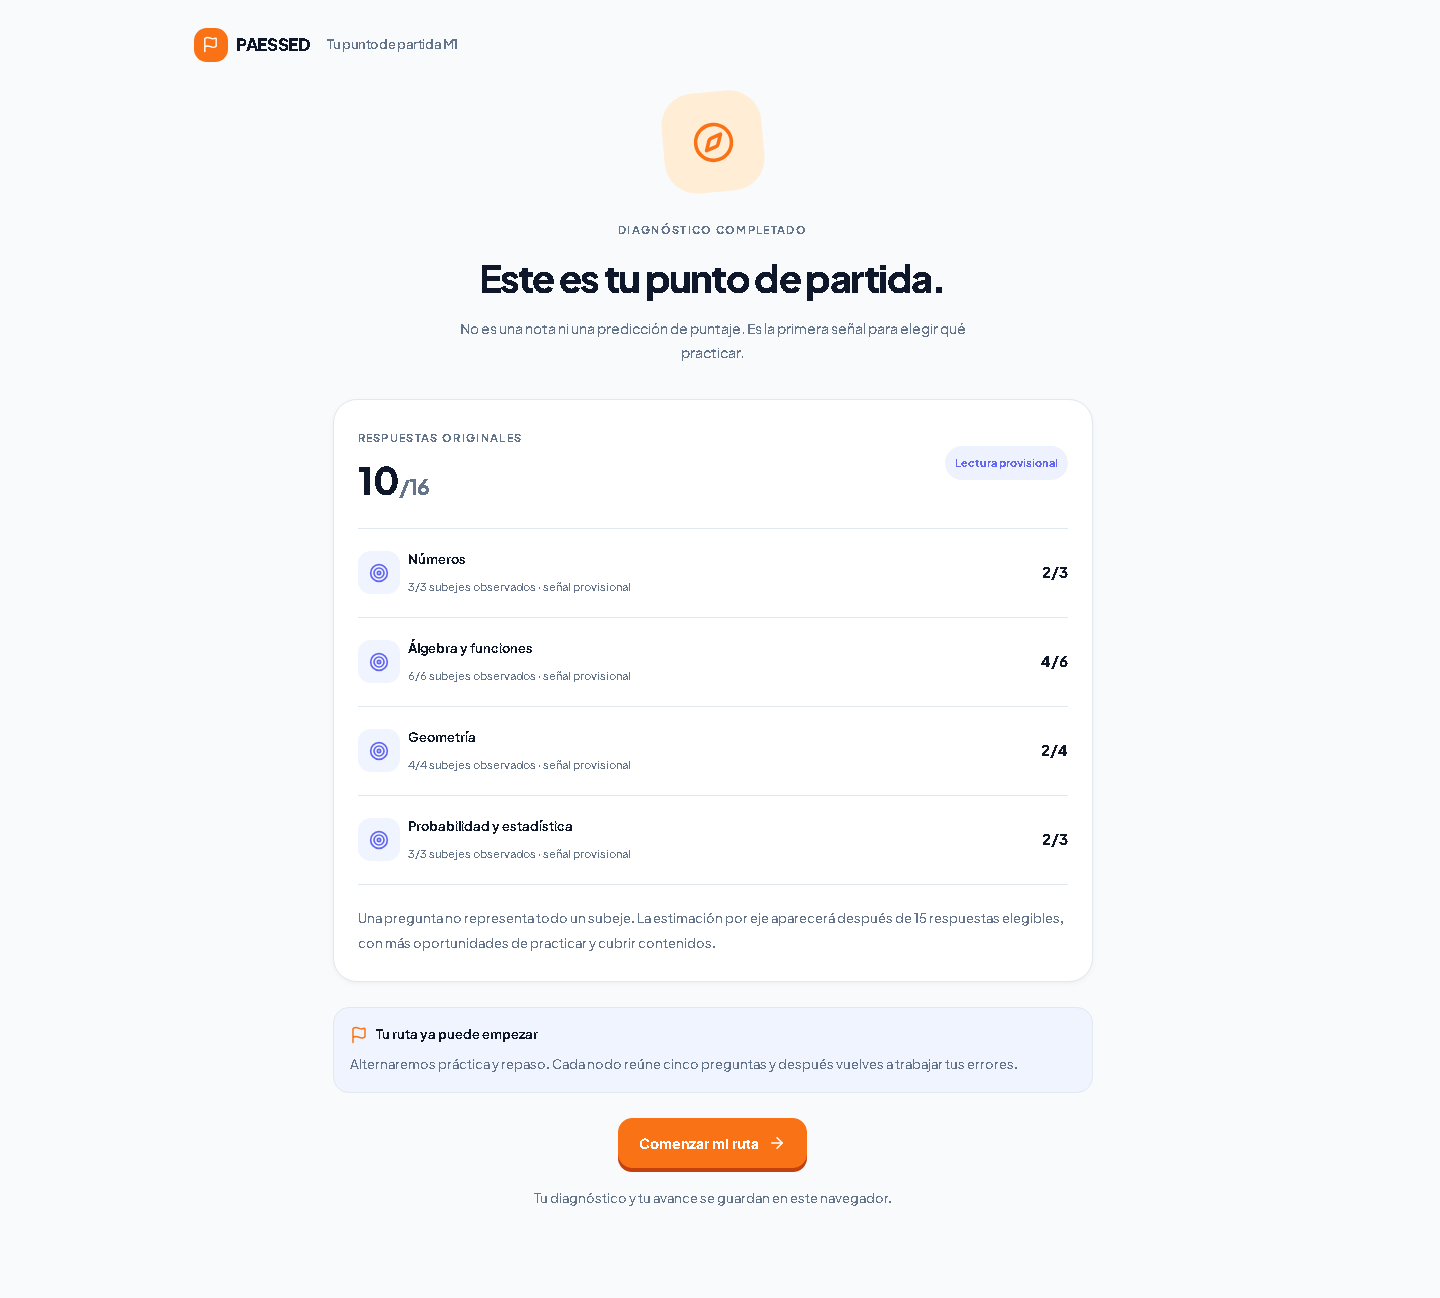 PAESSED
Tu punto de partida M1
DIAGNÓSTICO COMPLETADO
Este es tu punto de partida.
No es una nota ni una predicción de puntaje. Es la primera señal para elegir qué
practicar.
RESPUESTAS ORIGINALES
10/16
Lectura provisional
Números
3/3 subejes observados · señal provisional
2/3
Álgebra y funciones
6/6 subejes observados · señal provisional
4/6
Geometría
4/4 subejes observados · señal provisional
2/4
Probabilidad y estadística
3/3 subejes observados · señal provisional
2/3
Una pregunta no representa todo un subeje. La estimación por eje aparecerá después de 15 respuestas elegibles,
con más oportunidades de practicar y cubrir contenidos.
Tu ruta ya puede empezar
Alternaremos práctica y repaso. Cada nodo reúne cinco preguntas y después vuelves a trabajar tus errores.
Comenzar mi ruta
Tu diagnóstico y tu avance se guardan en este navegador.